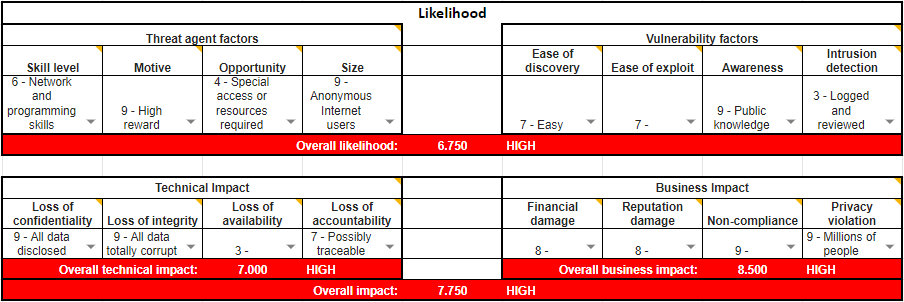 Likelihood
Threat agent factors
Vulnerability factors
Skill level
Motive
Opportunity
Size
Ease of
discovery
Ease of exploit
Awareness
Intrusion
detection
6 - Network
and
programming
skills
9 - High
reward
4 - Special
access or
resources
required
9 -
Anonymous
Internet
users
7 - Easy
7 -
9 - Public
knowledge
3 - Logged
and
reviewed
Overall likelihood: 6.750 HIGH
Technical Impact
Business Impact
Loss of
confidentiality
Loss of integrity
Loss of
availability
Loss of
accountability
Financial
damage
Reputation
damage
Non-compliance
Privacy
violation
9 - All data
disclosed
9 - All data
totally corrupt
3 -
7 - Possibly
traceable
8 -
8 -
9 -
9 - Millions of
people
Overall technical impact: 7.000 HIGH
Overall business impact: 8.500 HIGH
Overall impact: 7.750 HIGH